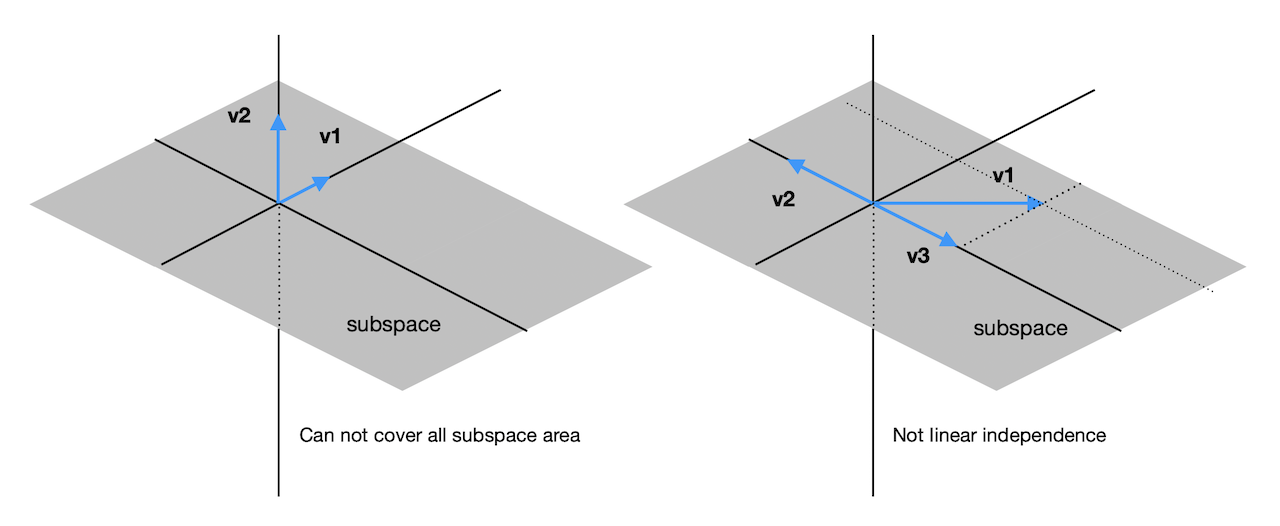 v2
v1
subspace
Can not cover all subspace area
v1
v2
v3
subspace
Not linear independence